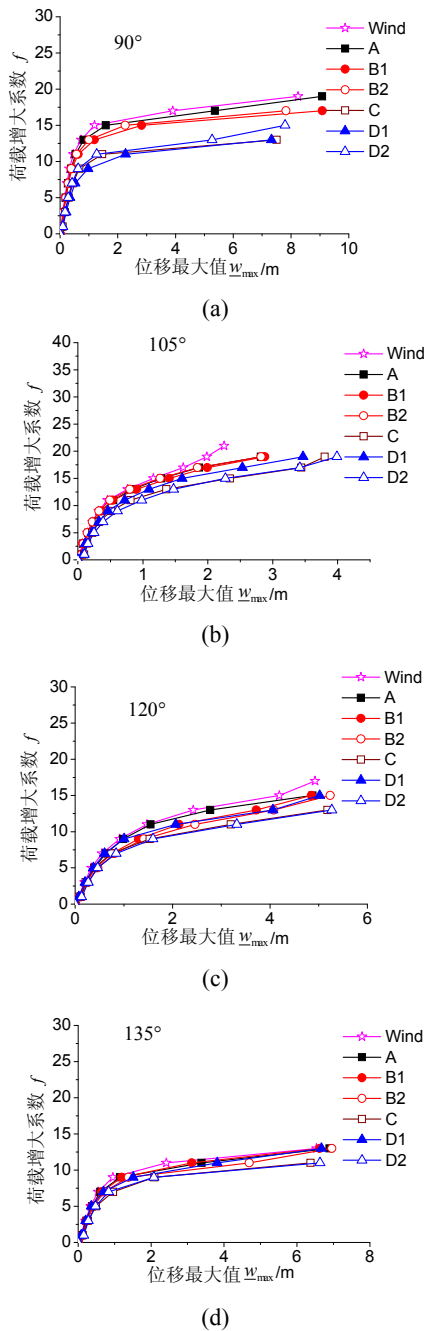 90°
Wind
A
B1
B2
C
D1
D2
荷载增大系数 f
30
25
20
15
10
5
0
0 2 4 6 8 10
位移最大值 w_max/m
(a)
105°
Wind
A
B1
B2
C
D1
D2
荷载增大系数 f
40
35
30
25
20
15
10
5
0
0 1 2 3 4
位移最大值 w_max/m
(b)
120°
Wind
A
B1
B2
C
D1
D2
荷载增大系数 f
30
25
20
15
10
5
0
0 2 4 6
位移最大值 w_max/m
(c)
135°
Wind
A
B1
B2
C
D1
D2
荷载增大系数 f
30
25
20
15
10
5
0
0 2 4 6 8
位移最大值 w_max/m
(d)